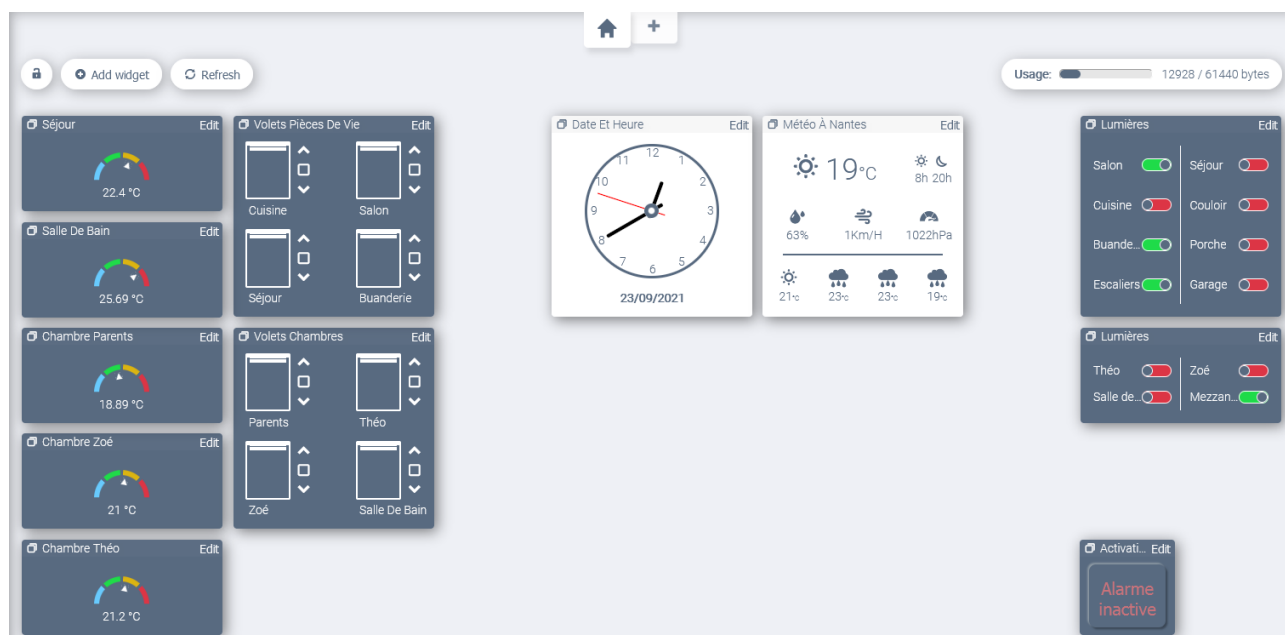 Add widget
Refresh
Usage: 12928 / 61440 bytes
Séjour Edit
22.4 °C
Salle De Bain Edit
25.69 °C
Chambre Parents Edit
18.89 °C
Chambre Zoé Edit
21 °C
Chambre Théo Edit
21.2 °C
Volets Pièces De Vie Edit
Cuisine Salon
Séjour Buanderie
Volets Chambres Edit
Parents Théo
Zoé Salle De Bain
Date Et Heure Edit
12
11 1
10 2
9 3
8 4
7 5
6
23/09/2021
Météo À Nantes Edit
19°C
8h 20h
63% 1Km/H 1022hPa
21°C 23°C 23°C 19°C
Lumières Edit
Salon Séjour
Cuisine Couloir
Buande... Porche
Escaliers Garage
Lumières Edit
Théo Zoé
Salle de... Mezzan...
Activati... Edit
Alarme
inactive